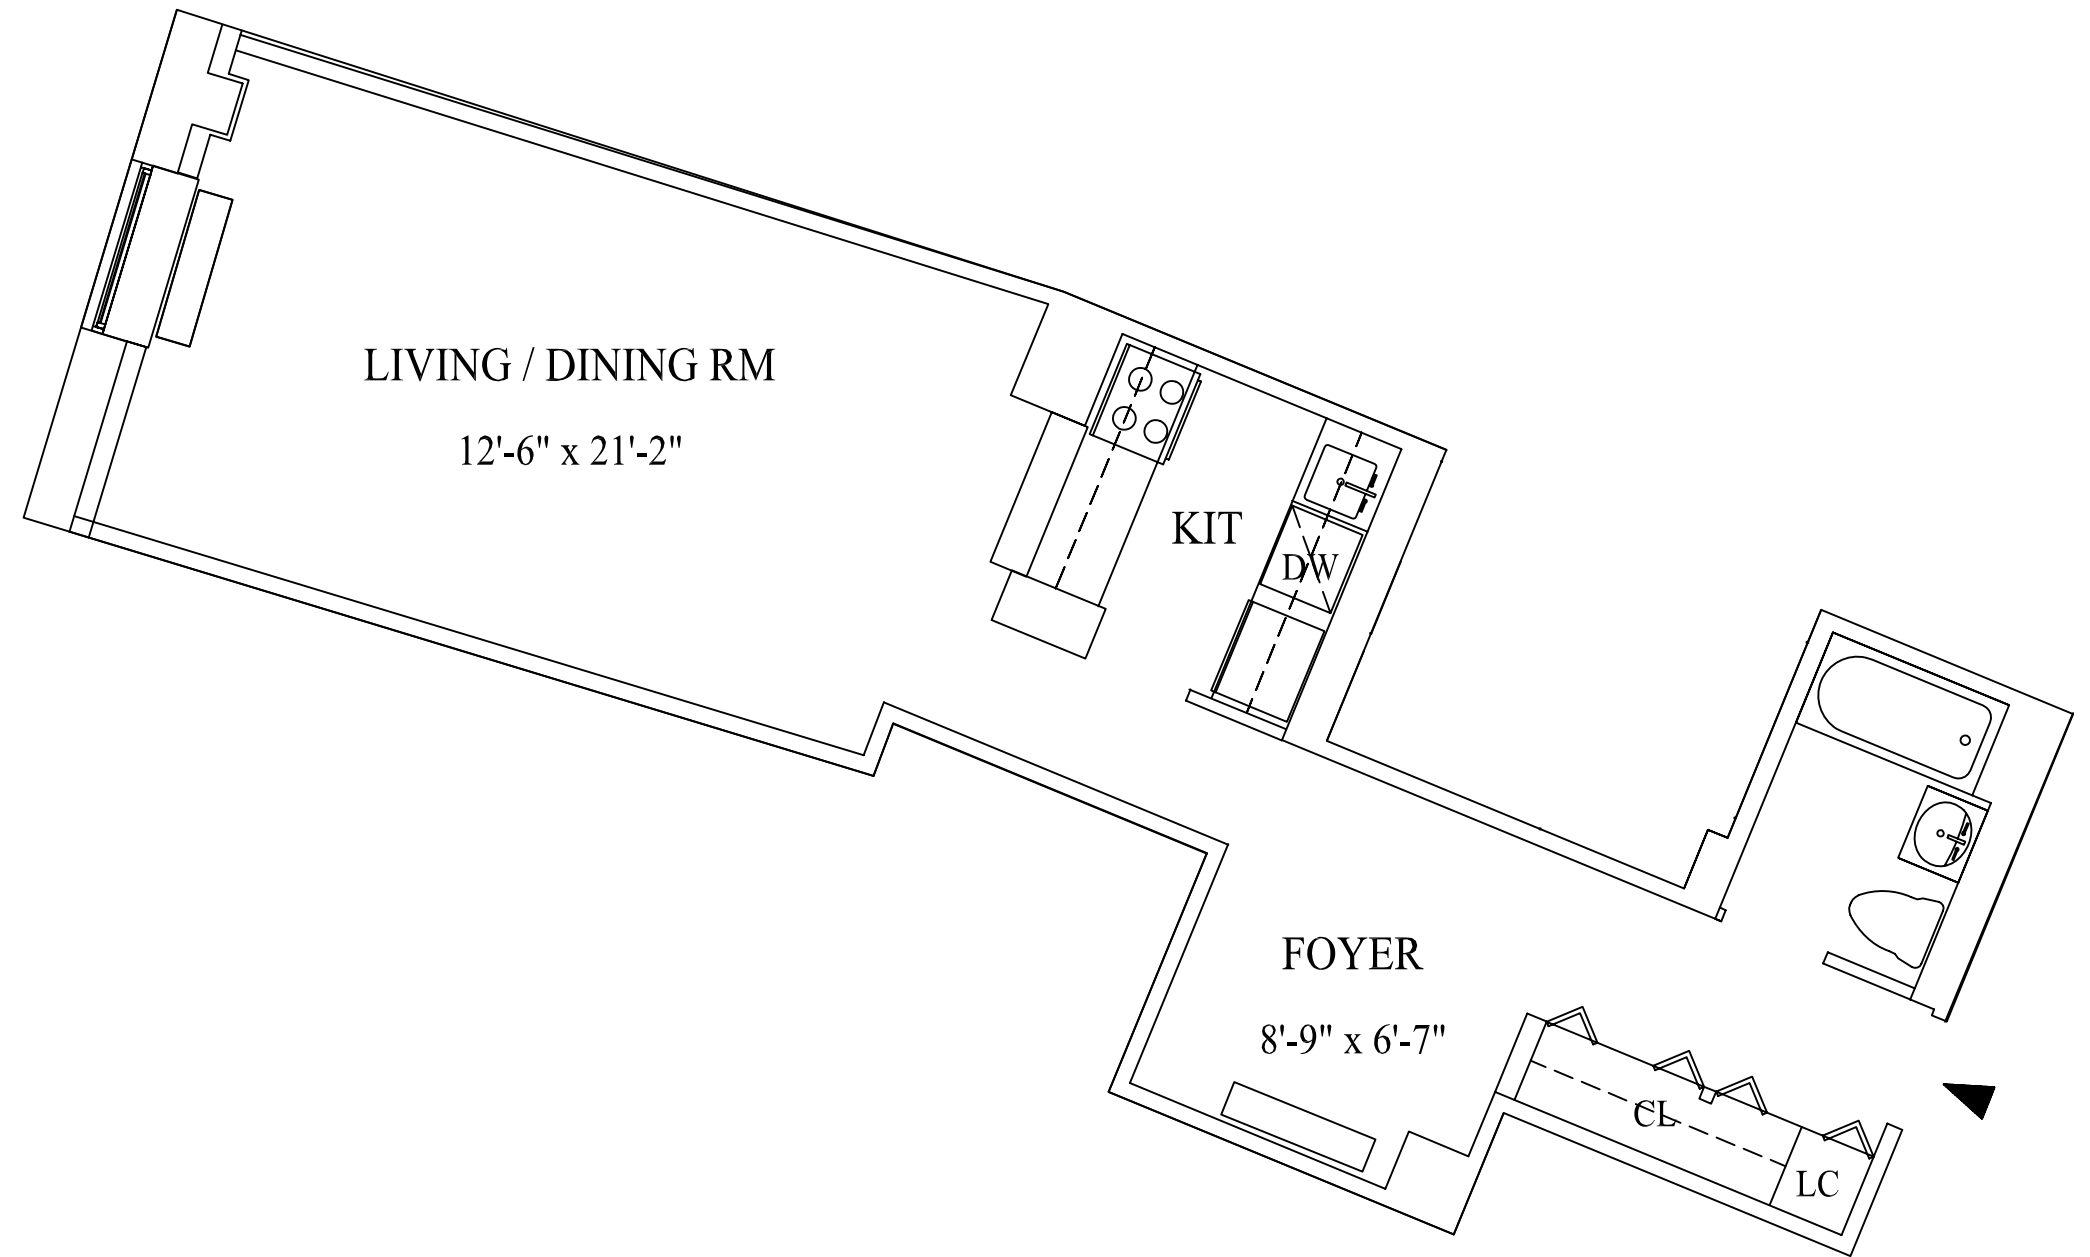 LIVING / DINING RM
12'-6" x 21'-2"
KIT
DW
FOYER
8'-9" x 6'-7"
CL
LC